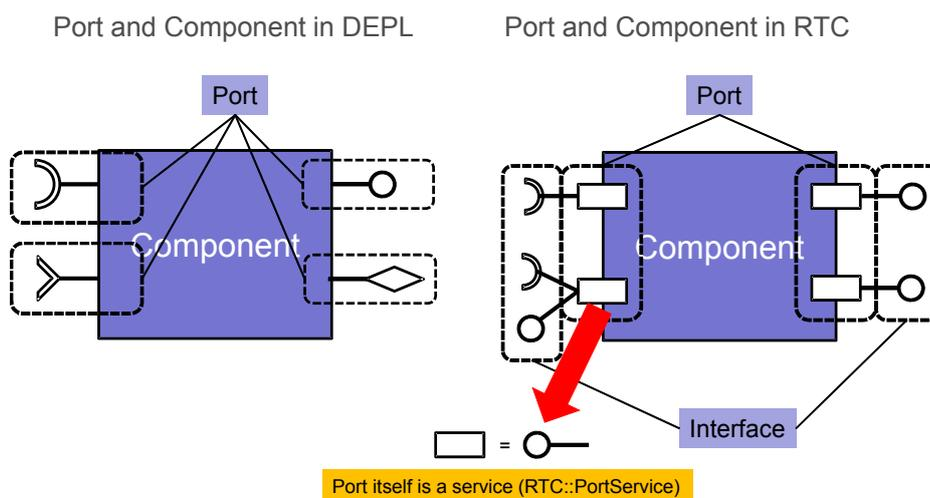 Port and Component in DEPL
Port and Component in RTC
Port
Port
Component
Component
Interface
=
Port itself is a service (RTC::PortService)